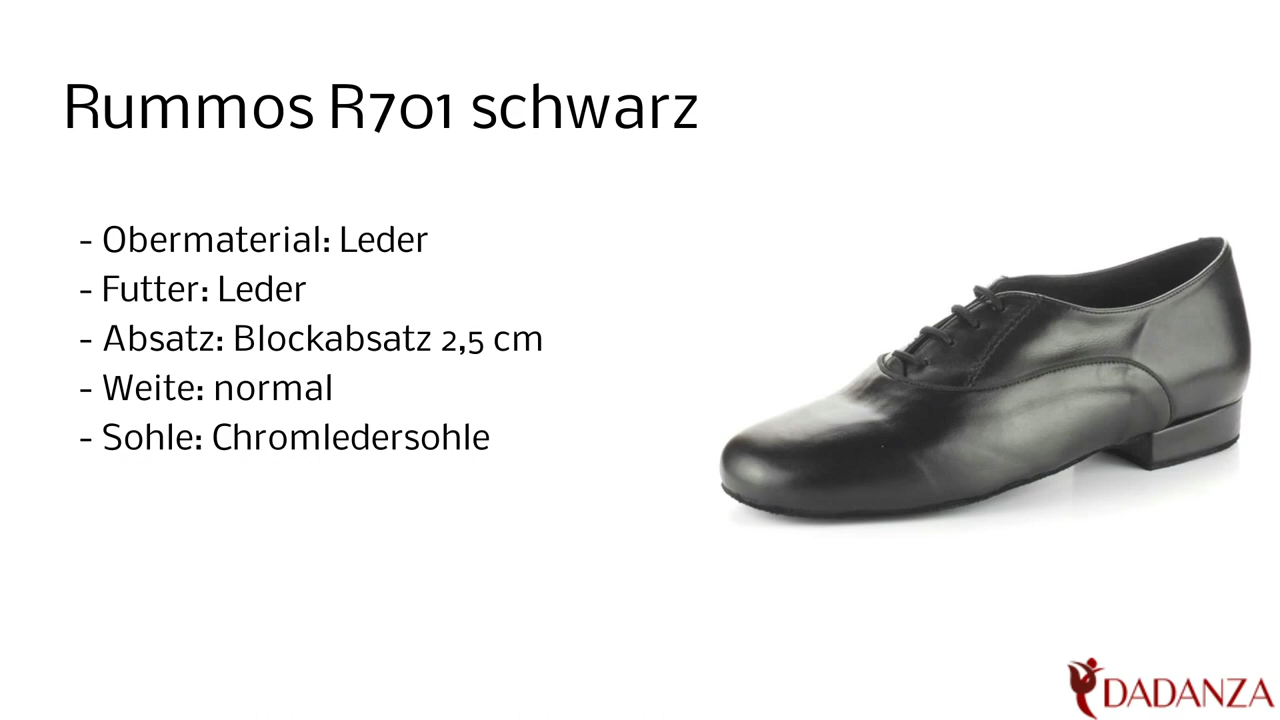 Rummos R701 schwarz
- Obermaterial: Leder
- Futter: Leder
- Absatz: Blockabsatz 2,5 cm
- Weite: normal
- Sohle: Chromledersohle
DADANZA